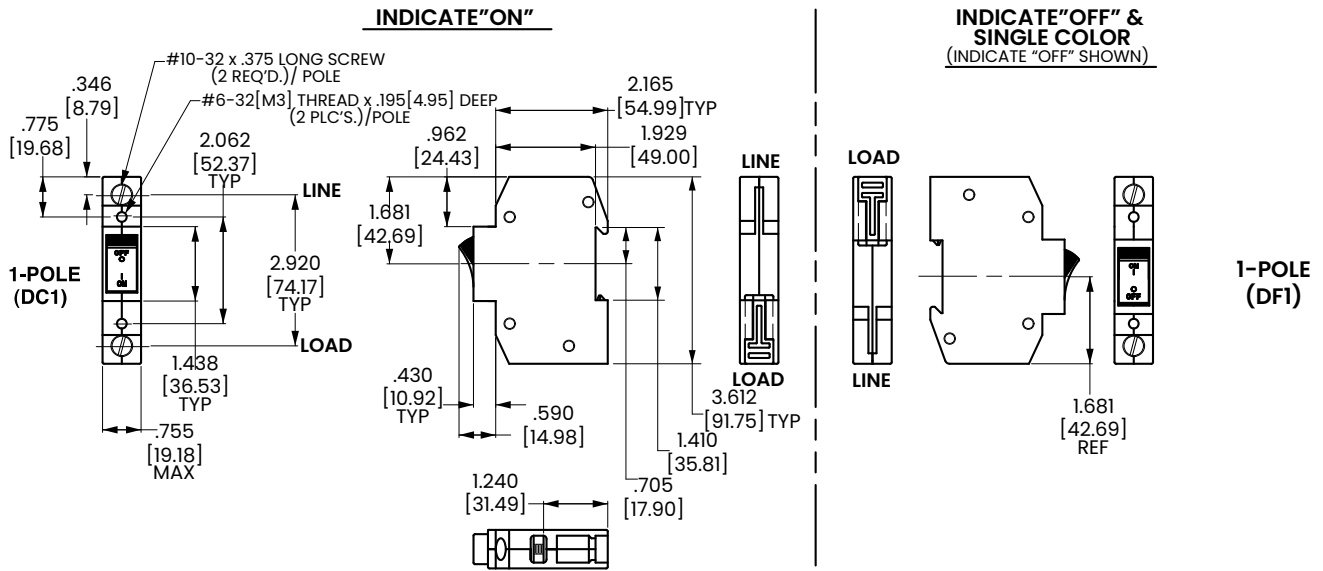 INDICATE”ON”
#10-32 x .375 LONG SCREW
(2 REQ’D.)/ POLE
#6-32[M3] THREAD x .195[4.95] DEEP
(2 PLC’S.)/POLE
.346
[8.79]
.775
[19.68]
2.062
[52.37]
TYP
LINE
OFF
ON
1-POLE
(DC1)
2.920
[74.17]
TYP
LOAD
1.438
[36.53]
TYP
.755
[19.18]
MAX
2.165
[54.99]TYP
.962
[24.43]
1.929
[49.00]
1.681
[42.69]
.430
[10.92]
TYP
.590
[14.98]
LINE
LOAD
3.612
[91.75] TYP
1.410
[35.81]
.705
[17.90]
1.240
[31.49]
INDICATE”OFF” &
SINGLE COLOR
(INDICATE “OFF” SHOWN)
LOAD
LINE
ON
OFF
1.681
[42.69]
REF
1-POLE
(DF1)